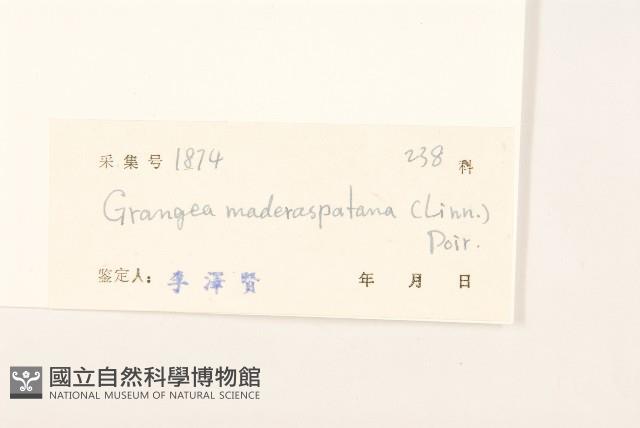 采集号 1874 238 科
Grangea maderaspatana (Linn.)
Poir.
鉴定人: 李澤賢 年 月 日
國立自然科學博物館
NATIONAL MUSEUM OF NATURAL SCIENCE